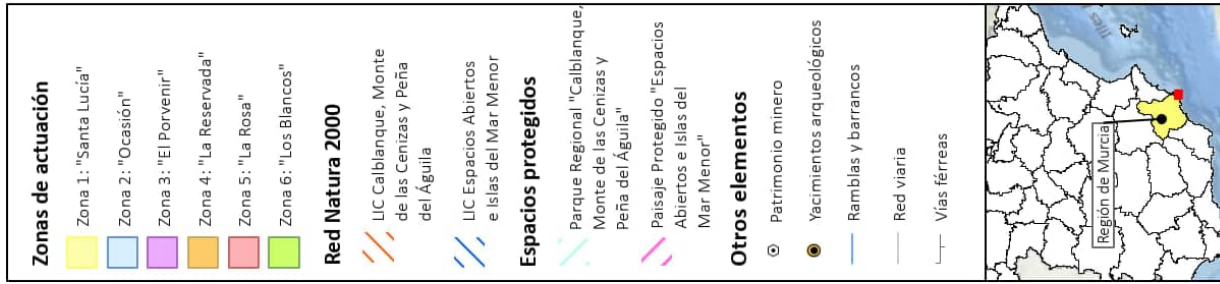 Zonas de actuación
Zona 1: "Santa Lucía"
Zona 2: "Ocasión"
Zona 3: "El Porvenir"
Zona 4: "La Reservada"
Zona 5: "La Rosa"
Zona 6: "Los Blancos"
Red Natura 2000
LIC Calblanque, Monte
de las Cenizas y Peña
del Águila
LIC Espacios Abiertos
e Islas del Mar Menor
Espacios protegidos
Parque Regional "Calblanque,
Monte de las Cenizas y
Peña del Águila"
Paisaje Protegido "Espacios
Abiertos e Islas del
Mar Menor"
Otros elementos
Patrimonio minero
Yacimientos arqueológicos
Ramblas y barrancos
Red viaria
Vías férreas
Región de Murcia